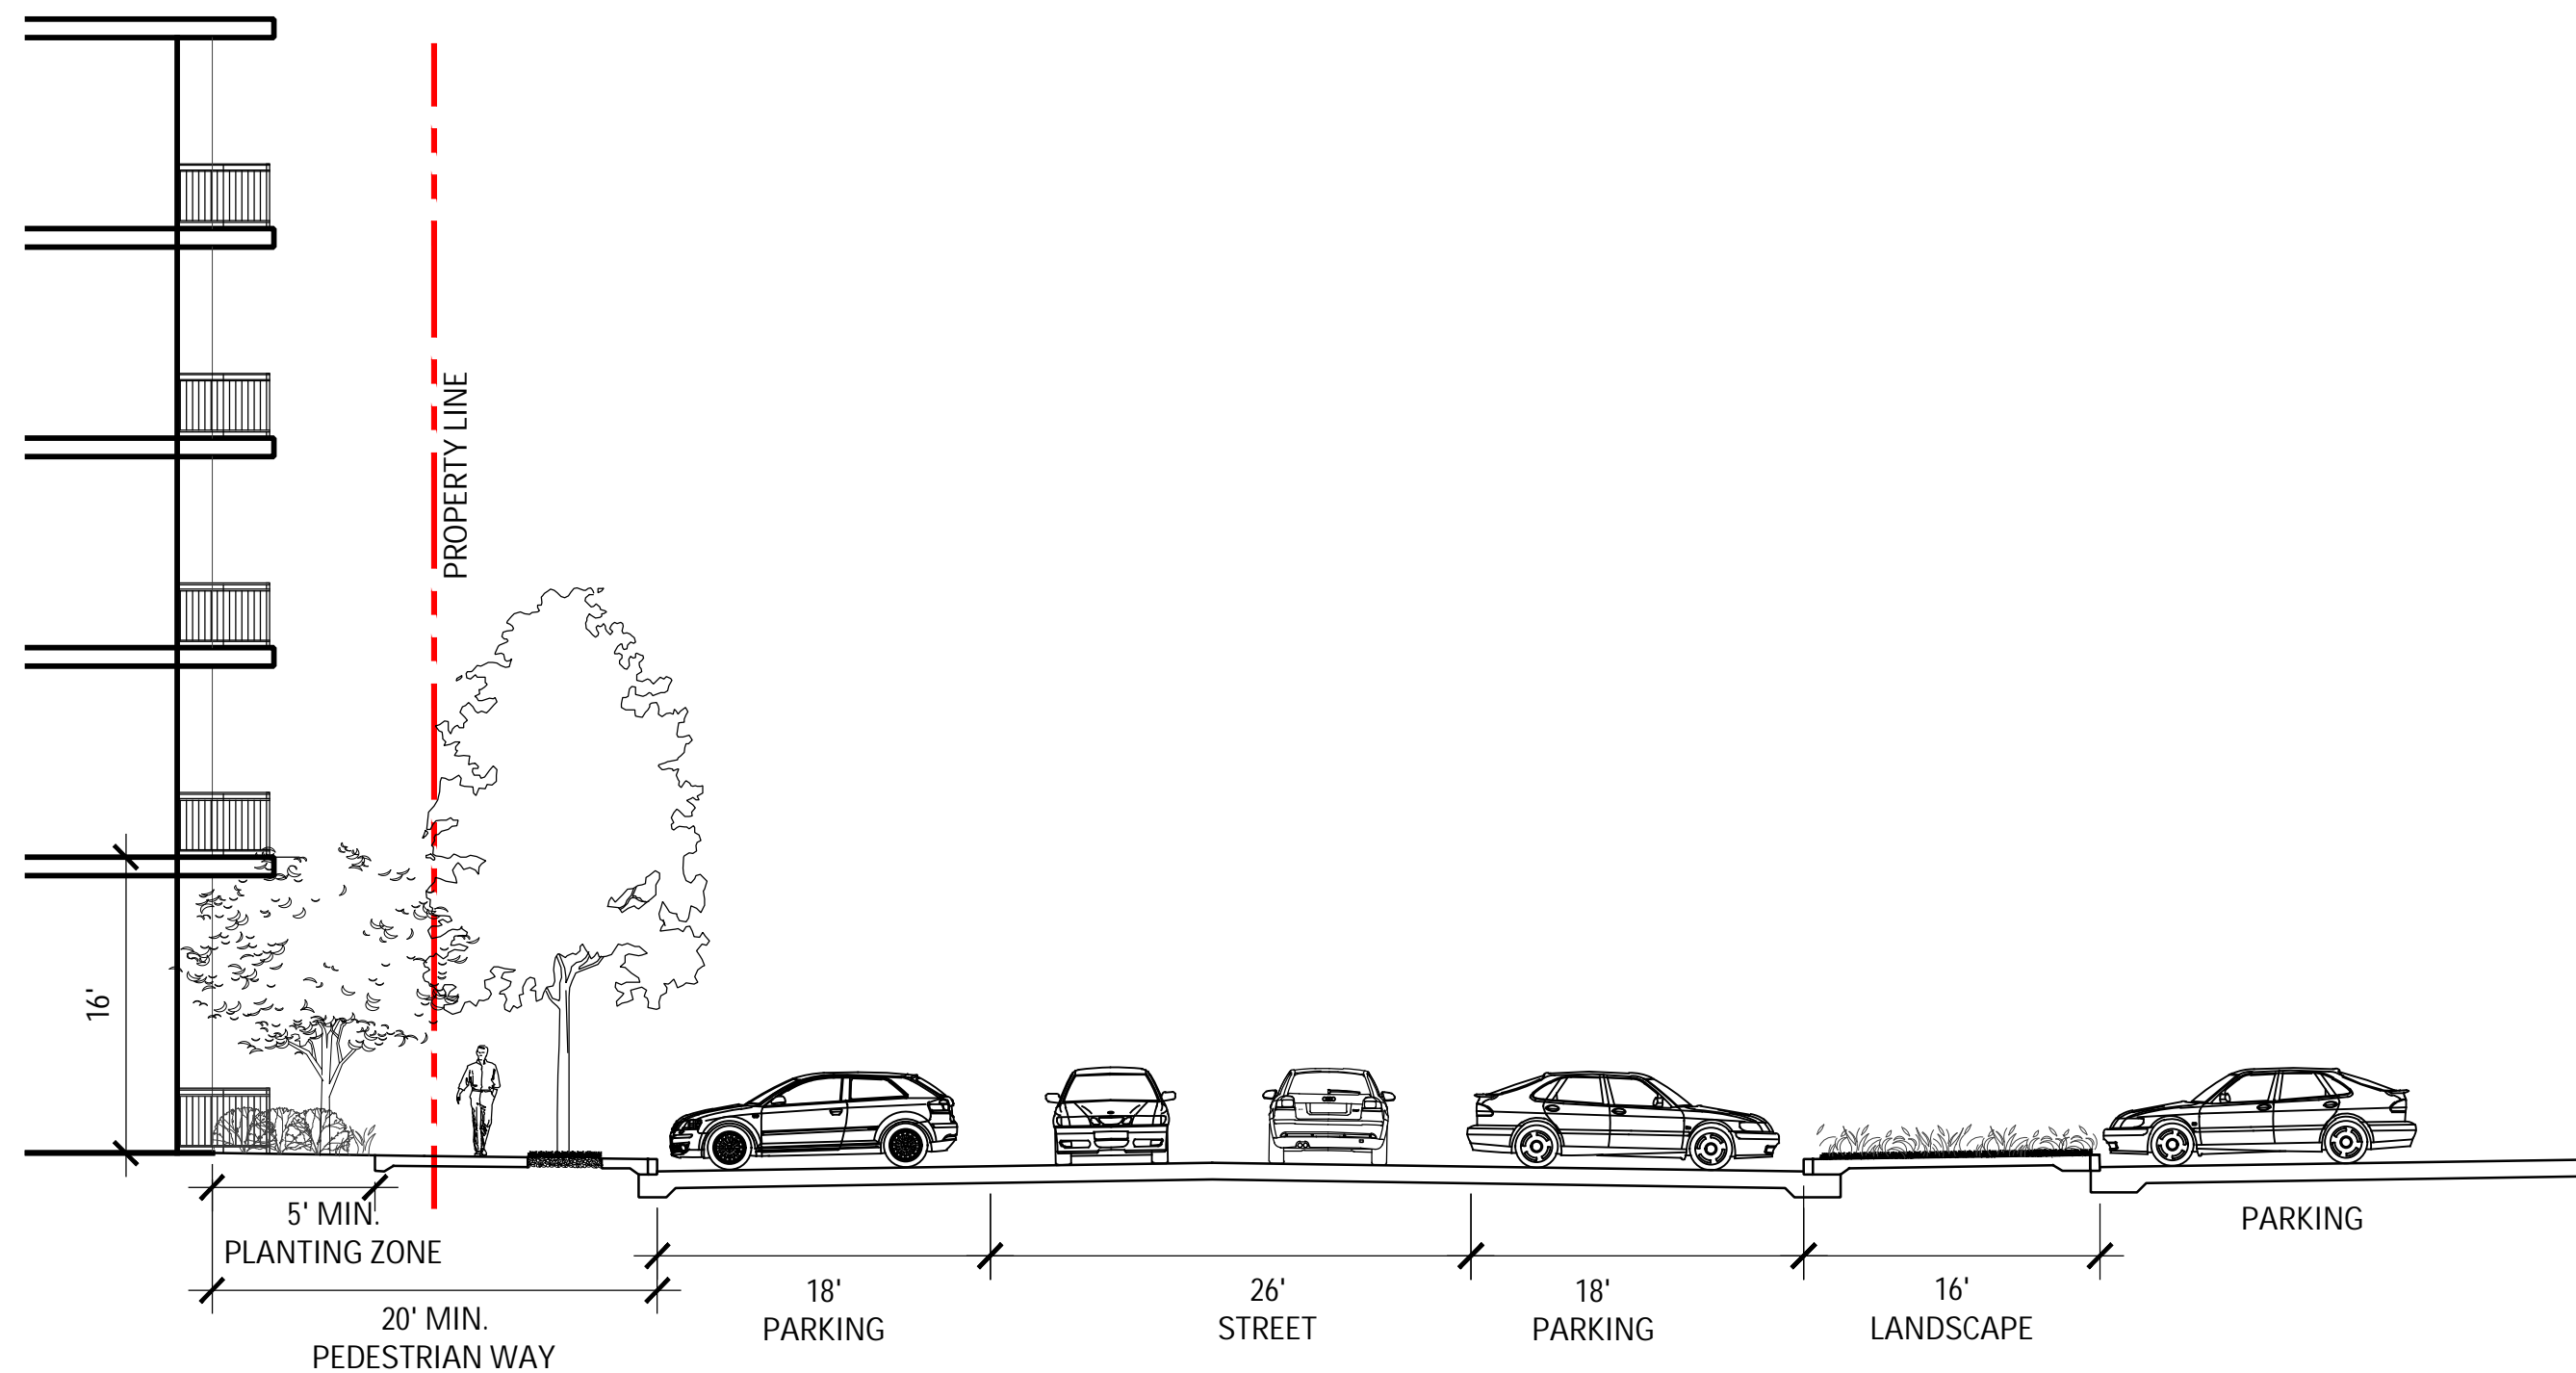 PROPERTY LINE
16'
5' MIN.
PLANTING ZONE
20' MIN.
PEDESTRIAN WAY
18'
PARKING
26'
STREET
18'
PARKING
16'
LANDSCAPE
PARKING